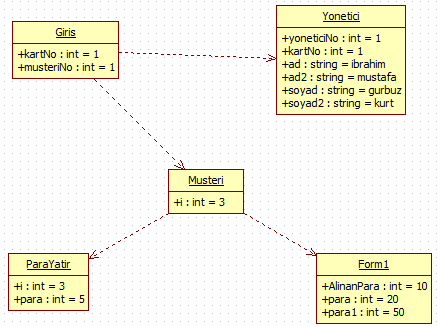 Giris
+kartNo : int = 1
+musteriNo : int = 1
Yonetici
+yoneticiNo : int = 1
+kartNo : int = 1
+ad : string = ibrahim
+ad2 : string = mustafa
+soyad : string = gurbuz
+soyad2 : string = kurt
Musteri
+i : int = 3
ParaYatir
+i : int = 3
+para : int = 5
Form1
+AlinanPara : int = 10
+para : int = 20
+para1 : int = 50